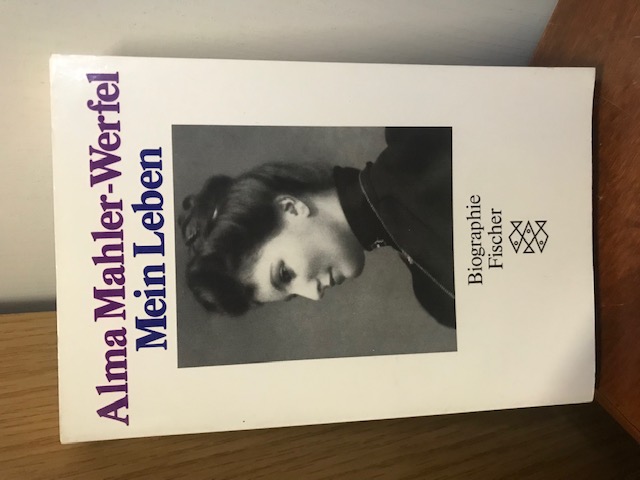 Alma Mahler-Werfel
Mein Leben
Biographie
Fischer